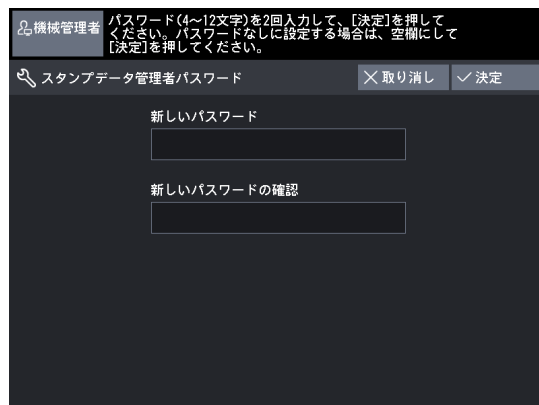 機械管理者
パスワード(4～12文字)を2回入力して、[決定]を押して
ください。パスワードなしに設定する場合は、空欄にして
[決定]を押してください。
スタンプデータ管理者パスワード
取り消し
決定
新しいパスワード
新しいパスワードの確認